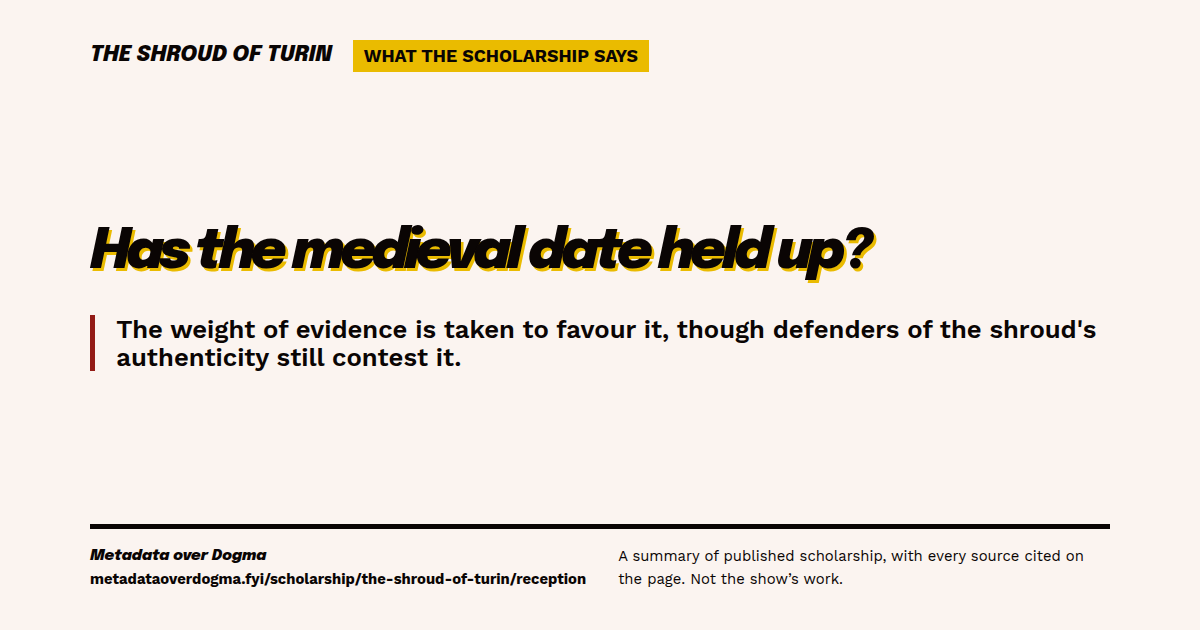 THE SHROUD OF TURIN
WHAT THE SCHOLARSHIP SAYS
Has the medieval date held up?
The weight of evidence is taken to favour it, though defenders of the shroud's
authenticity still contest it.
Metadata over Dogma
metadataoverdogma.fyi/scholarship/the-shroud-of-turin/reception
A summary of published scholarship, with every source cited on
the page. Not the show’s work.